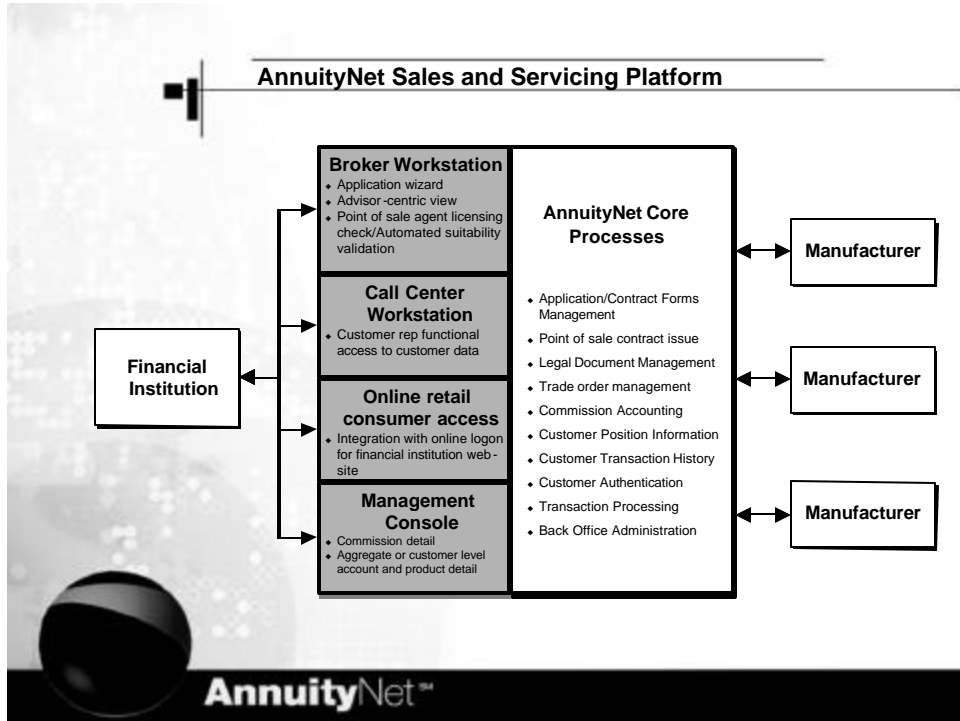 AnnuityNet Sales and Servicing Platform
Financial
Institution
Broker Workstation
◆ Application wizard
◆ Advisor-centric view
◆ Point of sale agent licensing
check/Automated suitability
validation
Call Center
Workstation
◆ Customer rep functional
access to customer data
Online retail
consumer access
◆ Integration with online logon
for financial institution web-
site
Management
Console
◆ Commission detail
◆ Aggregate or customer level
account and product detail
AnnuityNet Core
Processes
◆ Application/Contract Forms
Management
◆ Point of sale contract issue
◆ Legal Document Management
◆ Trade order management
◆ Commission Accounting
◆ Customer Position Information
◆ Customer Transaction History
◆ Customer Authentication
◆ Transaction Processing
◆ Back Office Administration
Manufacturer
Manufacturer
Manufacturer
AnnuityNet℠